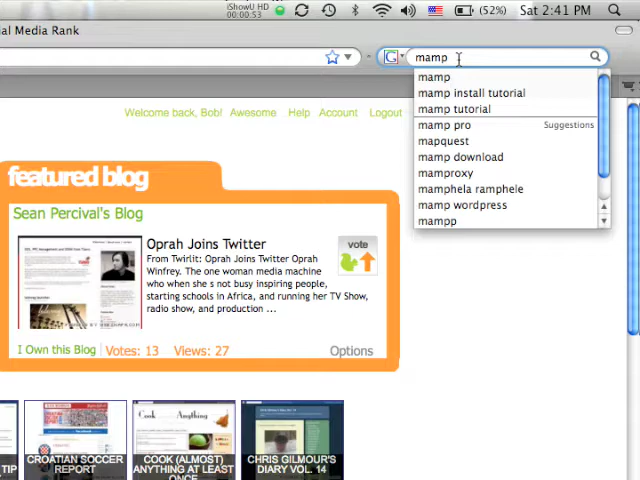 iShowU HD
00:00:53
(52%) Sat 2:41 PM
ial Media Rank
G mamp
mamp
mamp install tutorial
mamp tutorial
mamp pro Suggestions
mapquest
mamp download
mamproxy
mamphela ramphele
mamp wordpress
mampp
Welcome back, Bob! Awesome Help Account Logout
featured blog
Sean Percival's Blog
Oprah Joins Twitter
From Twirlit: Oprah Joins Twitter Oprah
Winfrey. The one woman media machine
who when she s not busy inspiring people,
starting schools in Africa, and running her TV Show,
radio show, and production ...
vote
I Own this Blog Votes: 13 Views: 27 Options
TIP
CROATIAN SOCCER
REPORT
COOK (ALMOST)
ANYTHING AT LEAST
ONCE
CHRIS GILMOUR'S
DIARY VOL. 14
Cook Anything